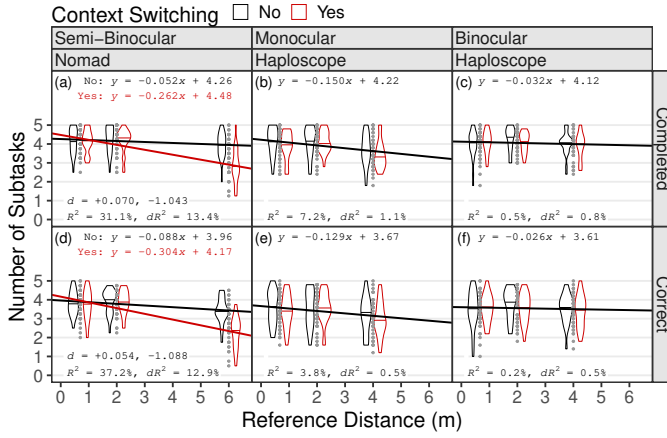 Context Switching No Yes
Semi-Binocular Monocular Binocular
Nomad Haploscope Haploscope
(a) No: y = -0.052x + 4.26
Yes: y = -0.262x + 4.48
d = +0.070, -1.043
R² = 31.1%, dR² = 13.4%
(b) y = -0.150x + 4.22
R² = 7.2%, dR² = 1.1%
(c) y = -0.032x + 4.12
R² = 0.5%, dR² = 0.8%
Completed
5
4
3
2
1
0
(d) No: y = -0.088x + 3.96
Yes: y = -0.304x + 4.17
d = +0.054, -1.088
R² = 37.2%, dR² = 12.9%
(e) y = -0.129x + 3.67
R² = 3.8%, dR² = 0.5%
(f) y = -0.026x + 3.61
R² = 0.2%, dR² = 0.5%
Correct
5
4
3
2
1
0
Number of Subtasks
0 1 2 3 4 5 6 0 1 2 3 4 5 6 0 1 2 3 4 5 6
Reference Distance (m)